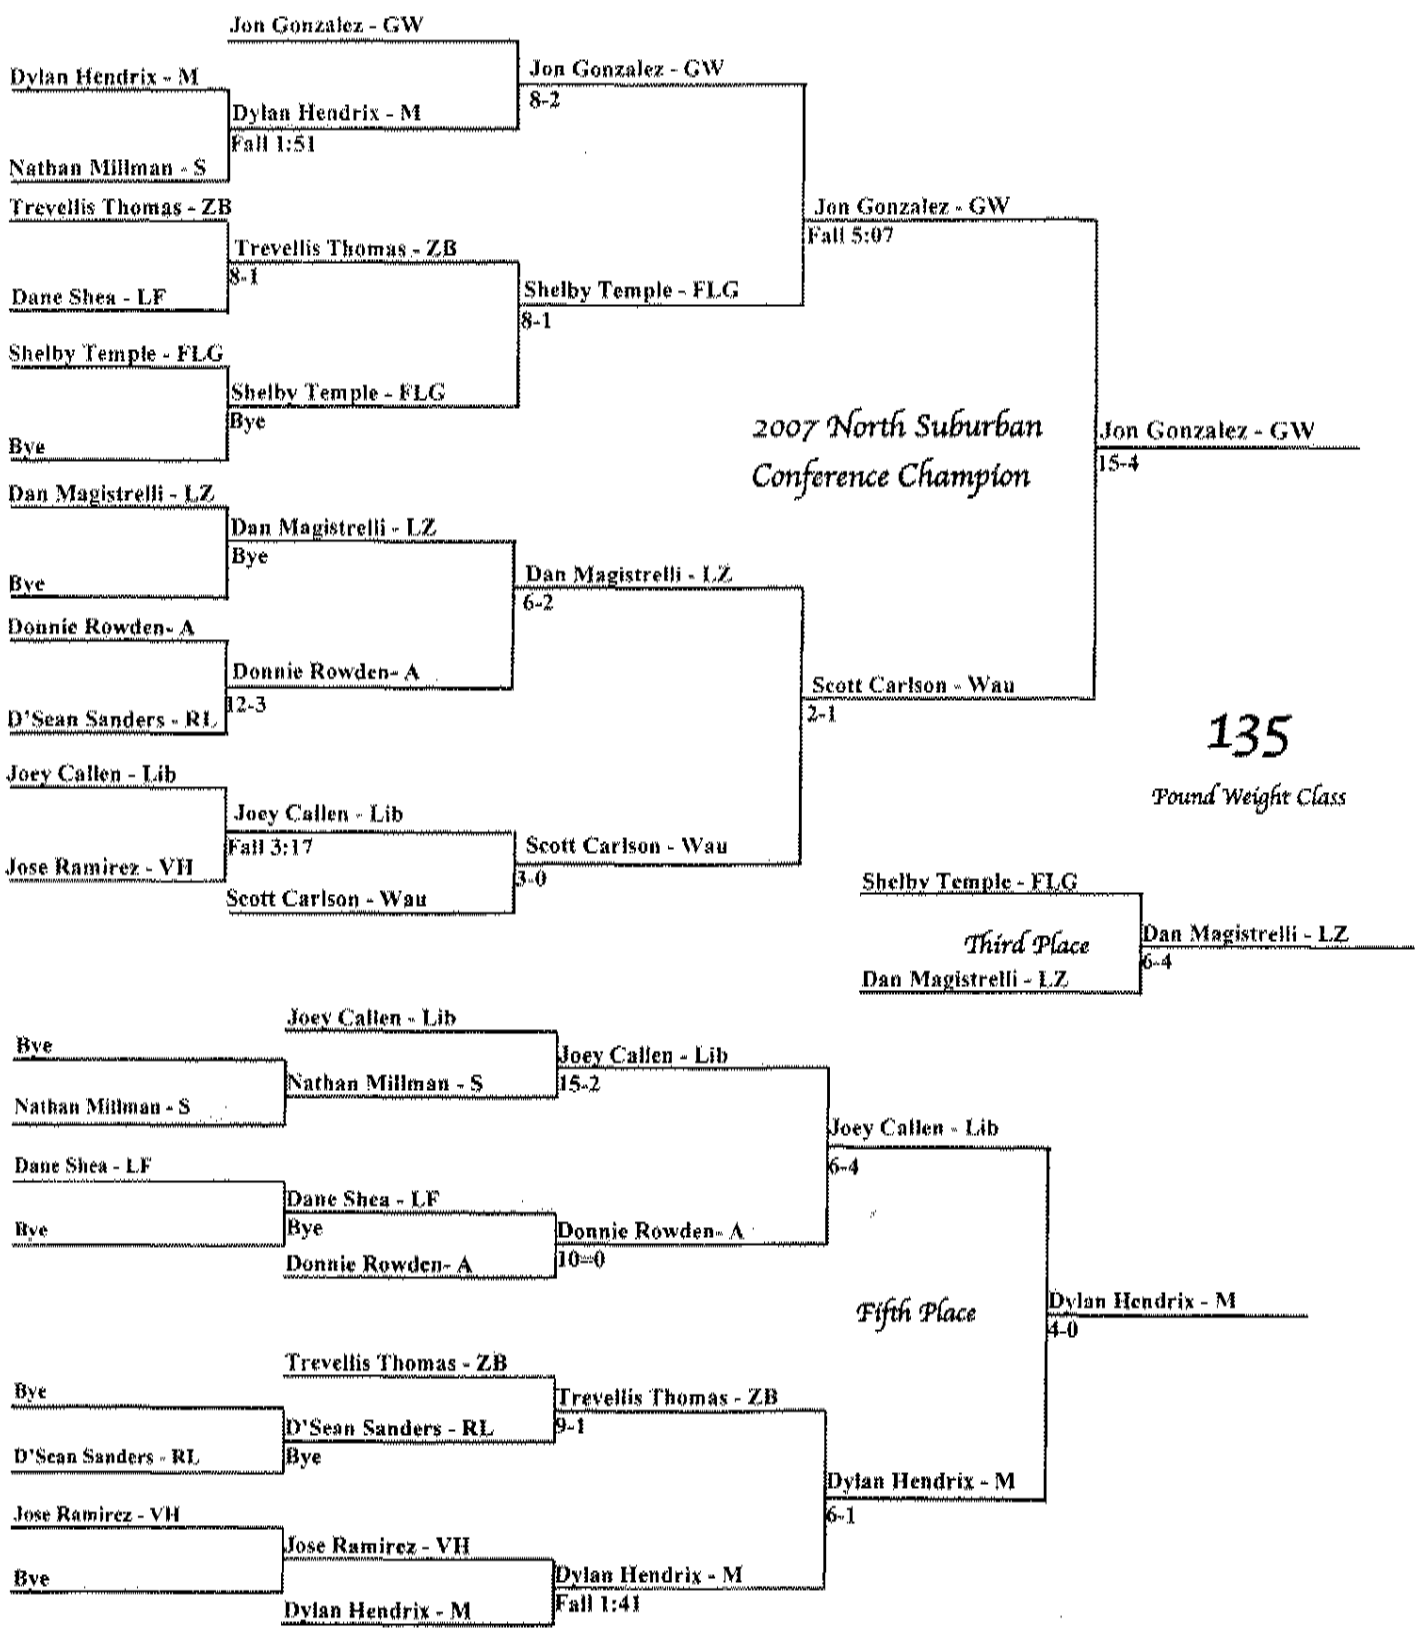 Jon Gonzalez - GW
Dylan Hendrix - M
Jon Gonzalez - GW
8-2
Dylan Hendrix - M
Fall 1:51
Nathan Millman - S
Trevellis Thomas - ZB
Jon Gonzalez - GW
Fall 5:07
Trevellis Thomas - ZB
8-1
Dane Shea - LF
Shelby Temple - FLG
8-1
Shelby Temple - FLG
Shelby Temple - FLG
Bye
Bye
2007 North Suburban
Conference Champion
Jon Gonzalez - GW
15-4
Dan Magistrelli - LZ
Dan Magistrelli - LZ
Bye
Bye
Dan Magistrelli - LZ
6-2
Donnie Rowden- A
Donnie Rowden- A
12-3
D'Sean Sanders - RL
Scott Carlson - Wau
2-1
135
Pound Weight Class
Joey Callen - Lib
Joey Callen - Lib
Fall 3:17
Jose Ramirez - VH
Scott Carlson - Wau
3-0
Scott Carlson - Wau
Shelby Temple - FLG
Third Place
Dan Magistrelli - LZ
6-4
Dan Magistrelli - LZ
Joey Callen - Lib
Bye
Joey Callen - Lib
15-2
Nathan Millman - S
Nathan Millman - S
Joey Callen - Lib
6-4
Dane Shea - LF
Dane Shea - LF
Bye
Bye
Donnie Rowden- A
10=0
Donnie Rowden- A
Fifth Place
Dylan Hendrix - M
4-0
Trevellis Thomas - ZB
Bye
Trevellis Thomas - ZB
9-1
D'Sean Sanders - RL
Bye
D'Sean Sanders - RL
Dylan Hendrix - M
6-1
Jose Ramirez - VH
Jose Ramirez - VH
Bye
Dylan Hendrix - M
Fall 1:41
Dylan Hendrix - M